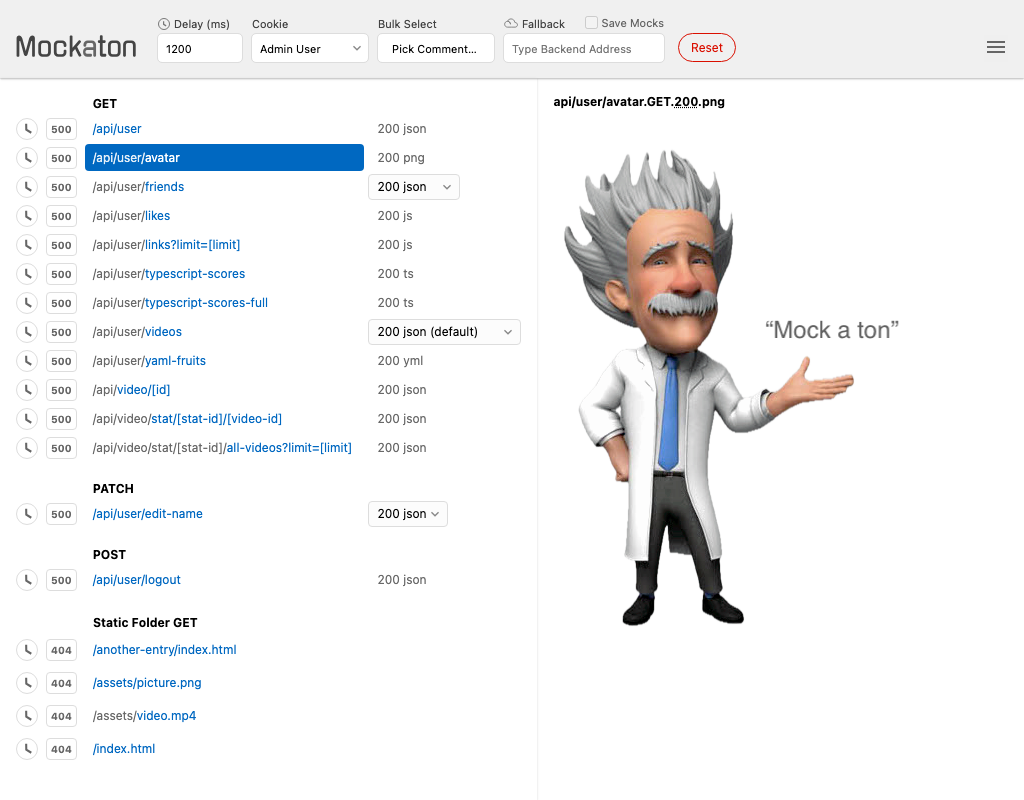 Mockaton
Delay (ms)
1200
Cookie
Admin User
Bulk Select
Pick Comment...
Fallback
Save Mocks
Type Backend Address
Reset
GET
500 /api/user 200 json
500 /api/user/avatar 200 png
500 /api/user/friends 200 json
500 /api/user/likes 200 js
500 /api/user/links?limit=[limit] 200 js
500 /api/user/typescript-scores 200 ts
500 /api/user/typescript-scores-full 200 ts
500 /api/user/videos 200 json (default)
500 /api/user/yaml-fruits 200 yml
500 /api/video/[id] 200 json
500 /api/video/stat/[stat-id]/[video-id] 200 json
500 /api/video/stat/[stat-id]/all-videos?limit=[limit] 200 json
PATCH
500 /api/user/edit-name 200 json
POST
500 /api/user/logout 200 json
Static Folder GET
404 /another-entry/index.html
404 /assets/picture.png
404 /assets/video.mp4
404 /index.html
api/user/avatar.GET.200.png
“Mock a ton”